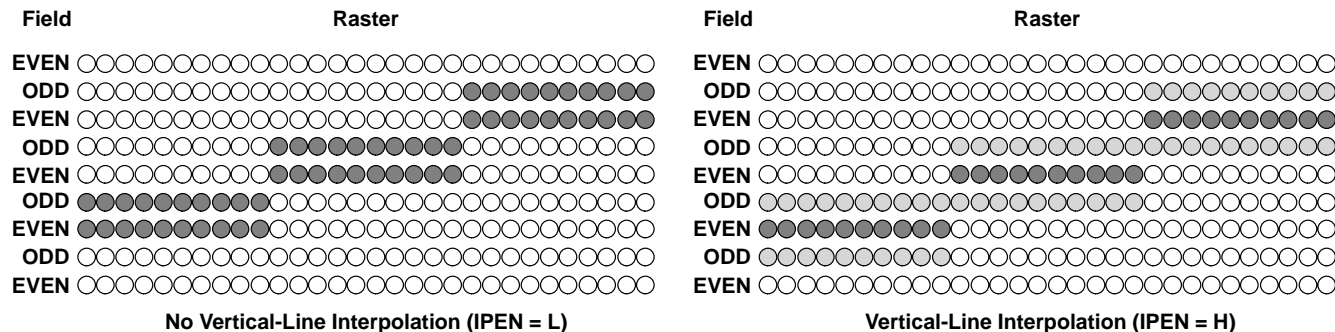 Field Raster Field Raster
EVEN EVEN
ODD ODD
EVEN EVEN
ODD ODD
EVEN EVEN
ODD ODD
EVEN EVEN
ODD ODD
EVEN EVEN
No Vertical-Line Interpolation (IPEN = L) Vertical-Line Interpolation (IPEN = H)